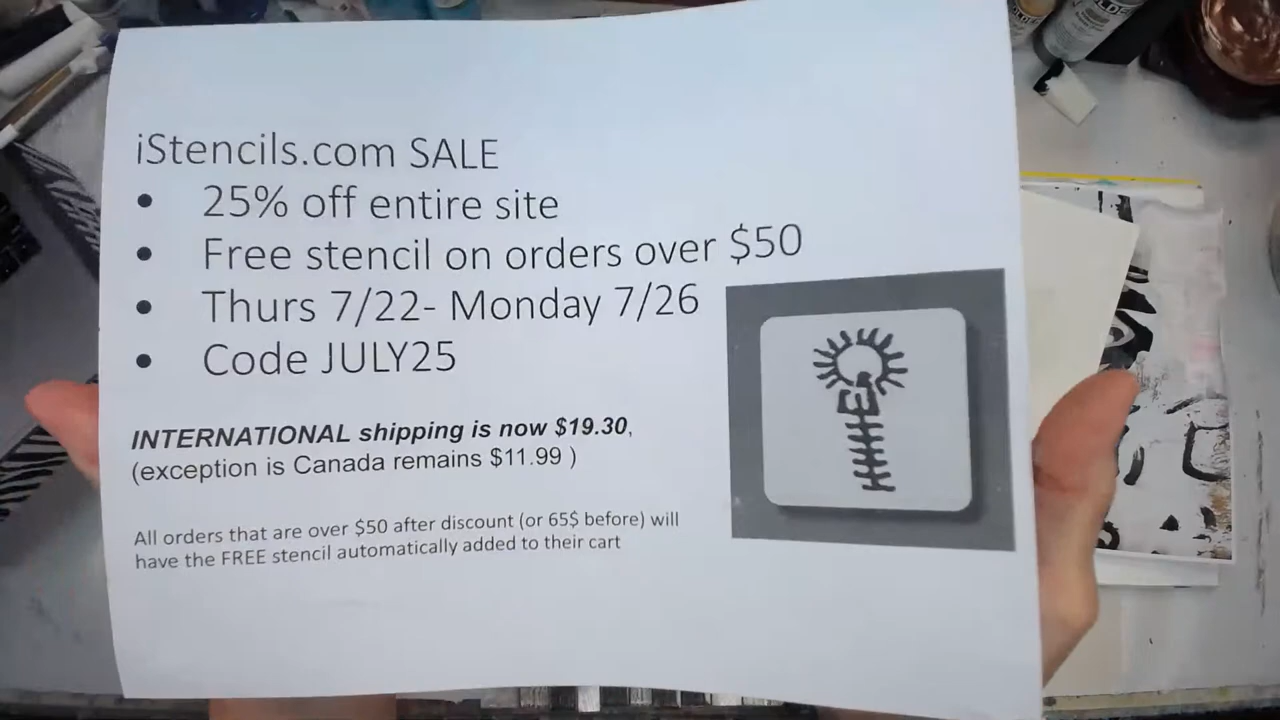 iStencils.com SALE
• 25% off entire site
• Free stencil on orders over $50
• Thurs 7/22- Monday 7/26
• Code JULY25
INTERNATIONAL shipping is now $19.30,
(exception is Canada remains $11.99 )
All orders that are over $50 after discount (or 65$ before) will
have the FREE stencil automatically added to their cart